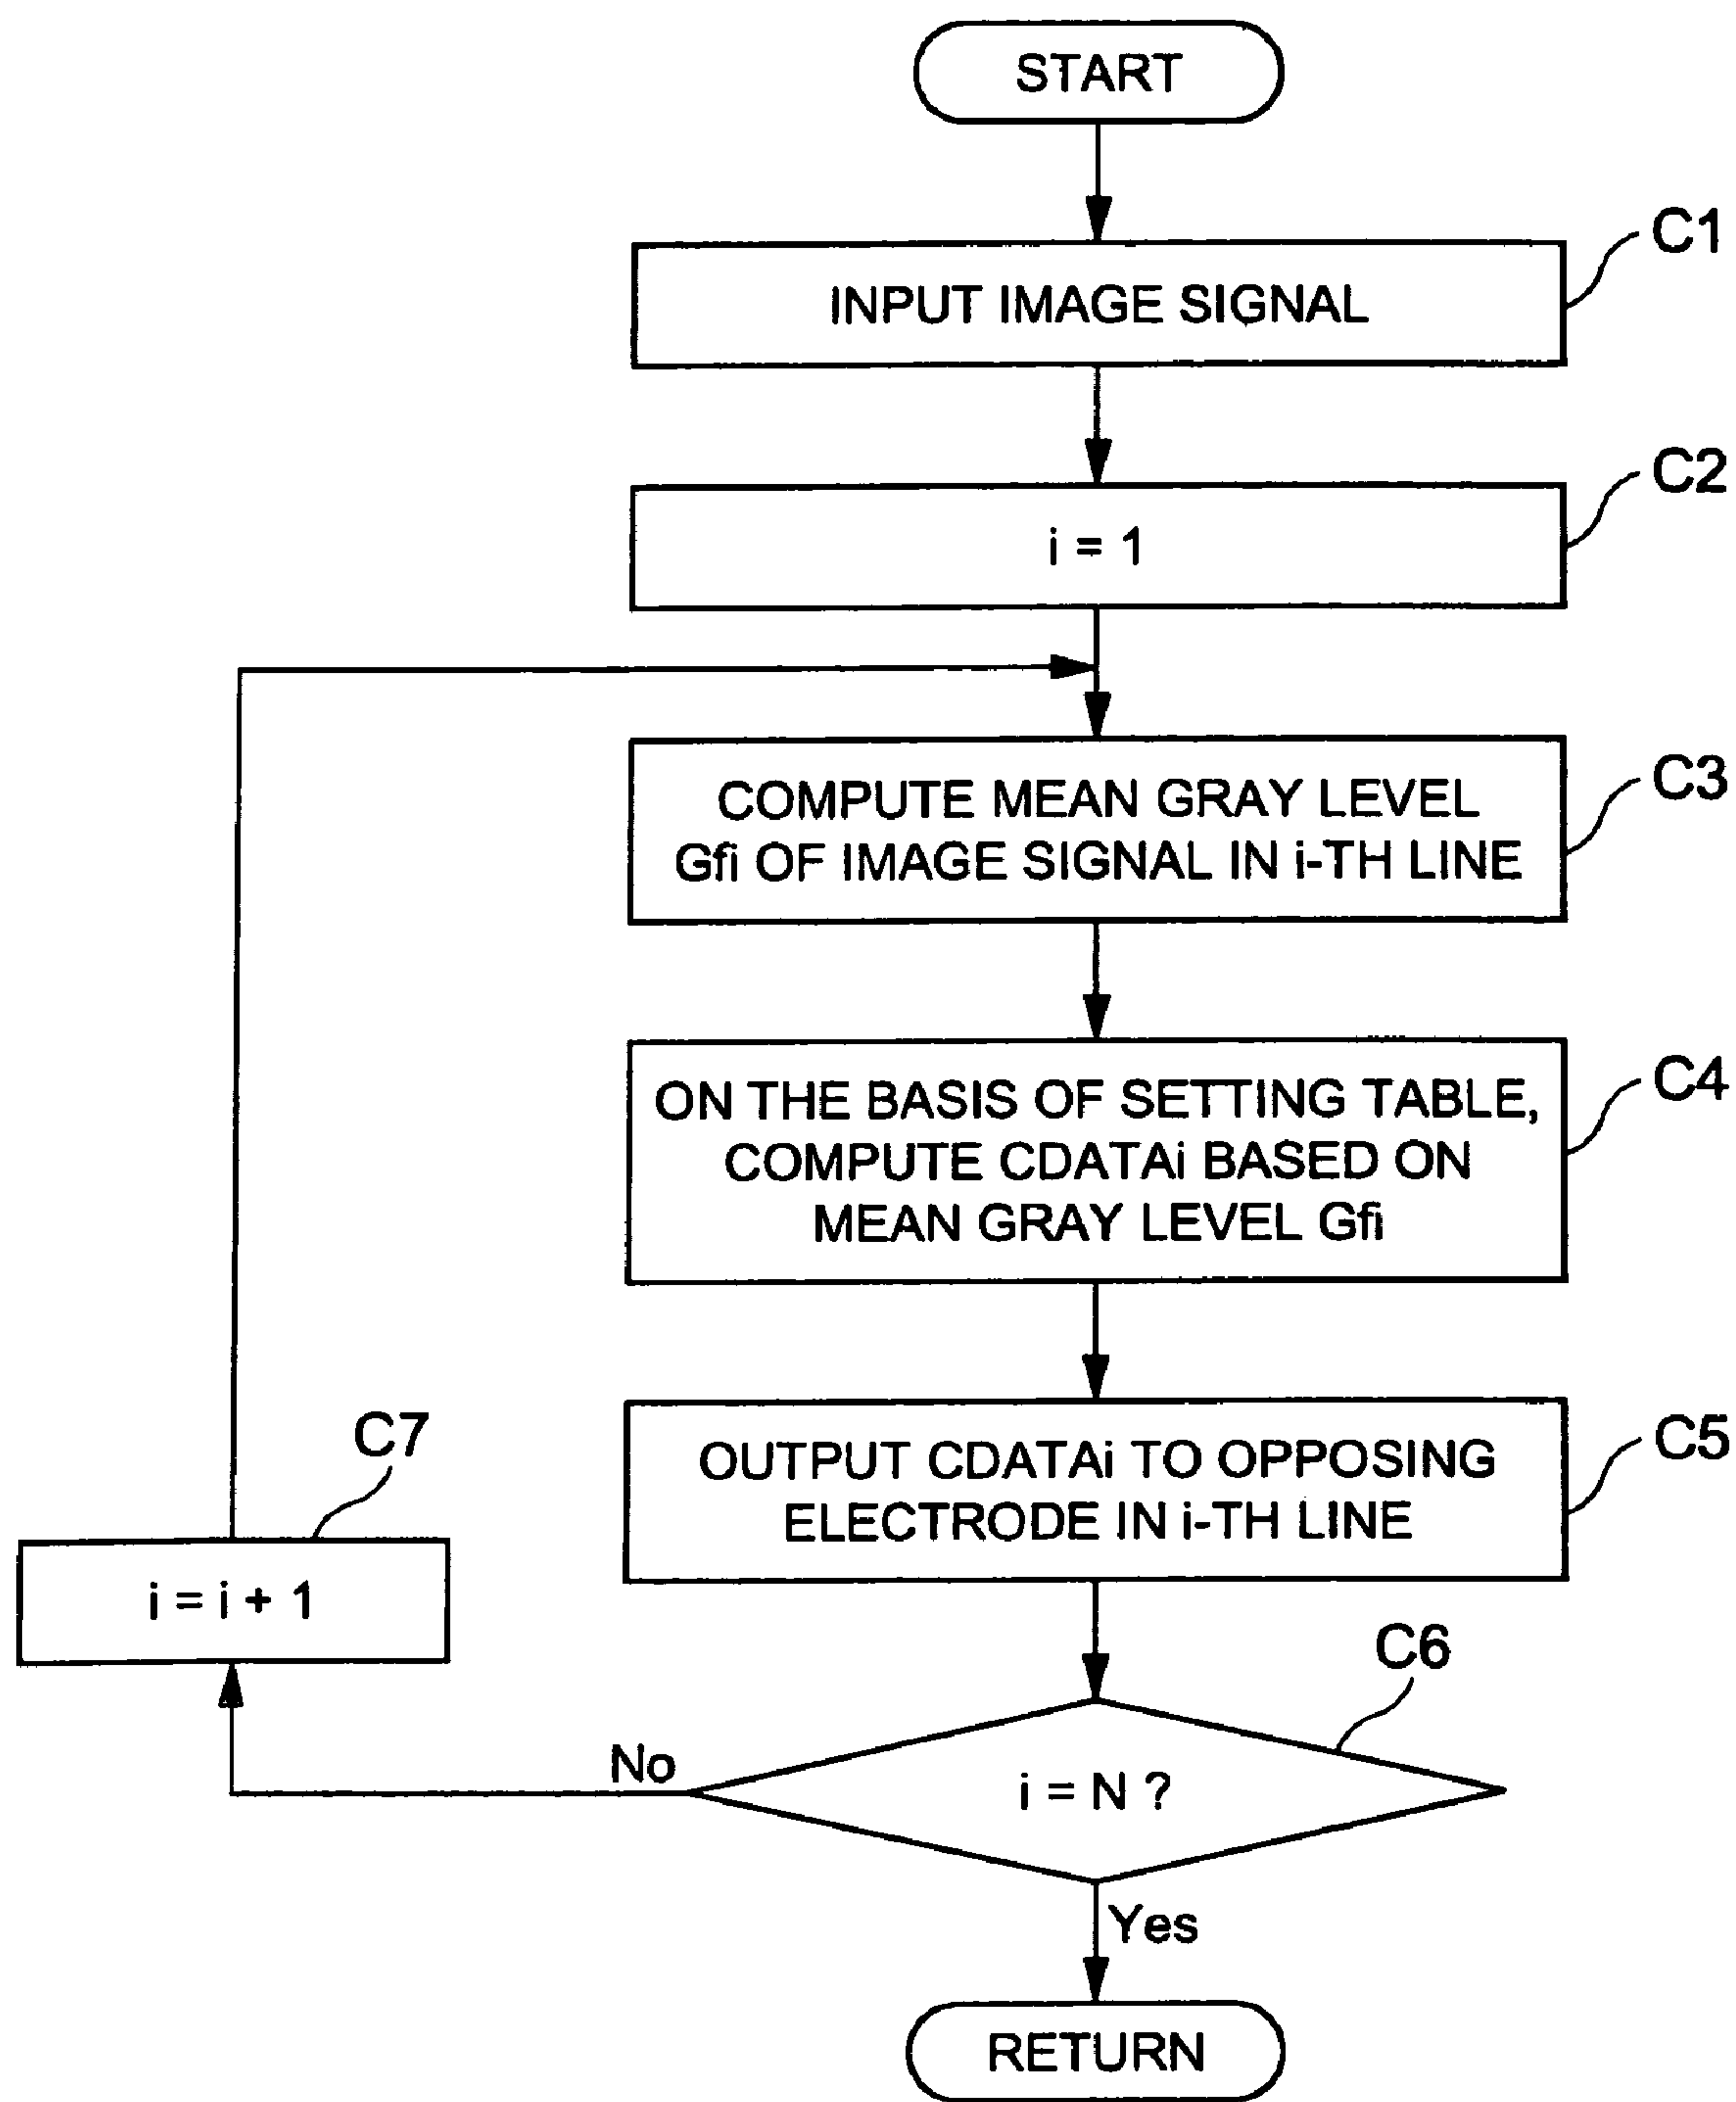 START
C1
INPUT IMAGE SIGNAL
C2
i = 1
C3
COMPUTE MEAN GRAY LEVEL
Gfi OF IMAGE SIGNAL IN i-TH LINE
C4
ON THE BASIS OF SETTING TABLE,
COMPUTE CDATAi BASED ON
MEAN GRAY LEVEL Gfi
C5
OUTPUT CDATAi TO OPPOSING
ELECTRODE IN i-TH LINE
C7
i = i + 1
C6
i = N ?
No
Yes
RETURN